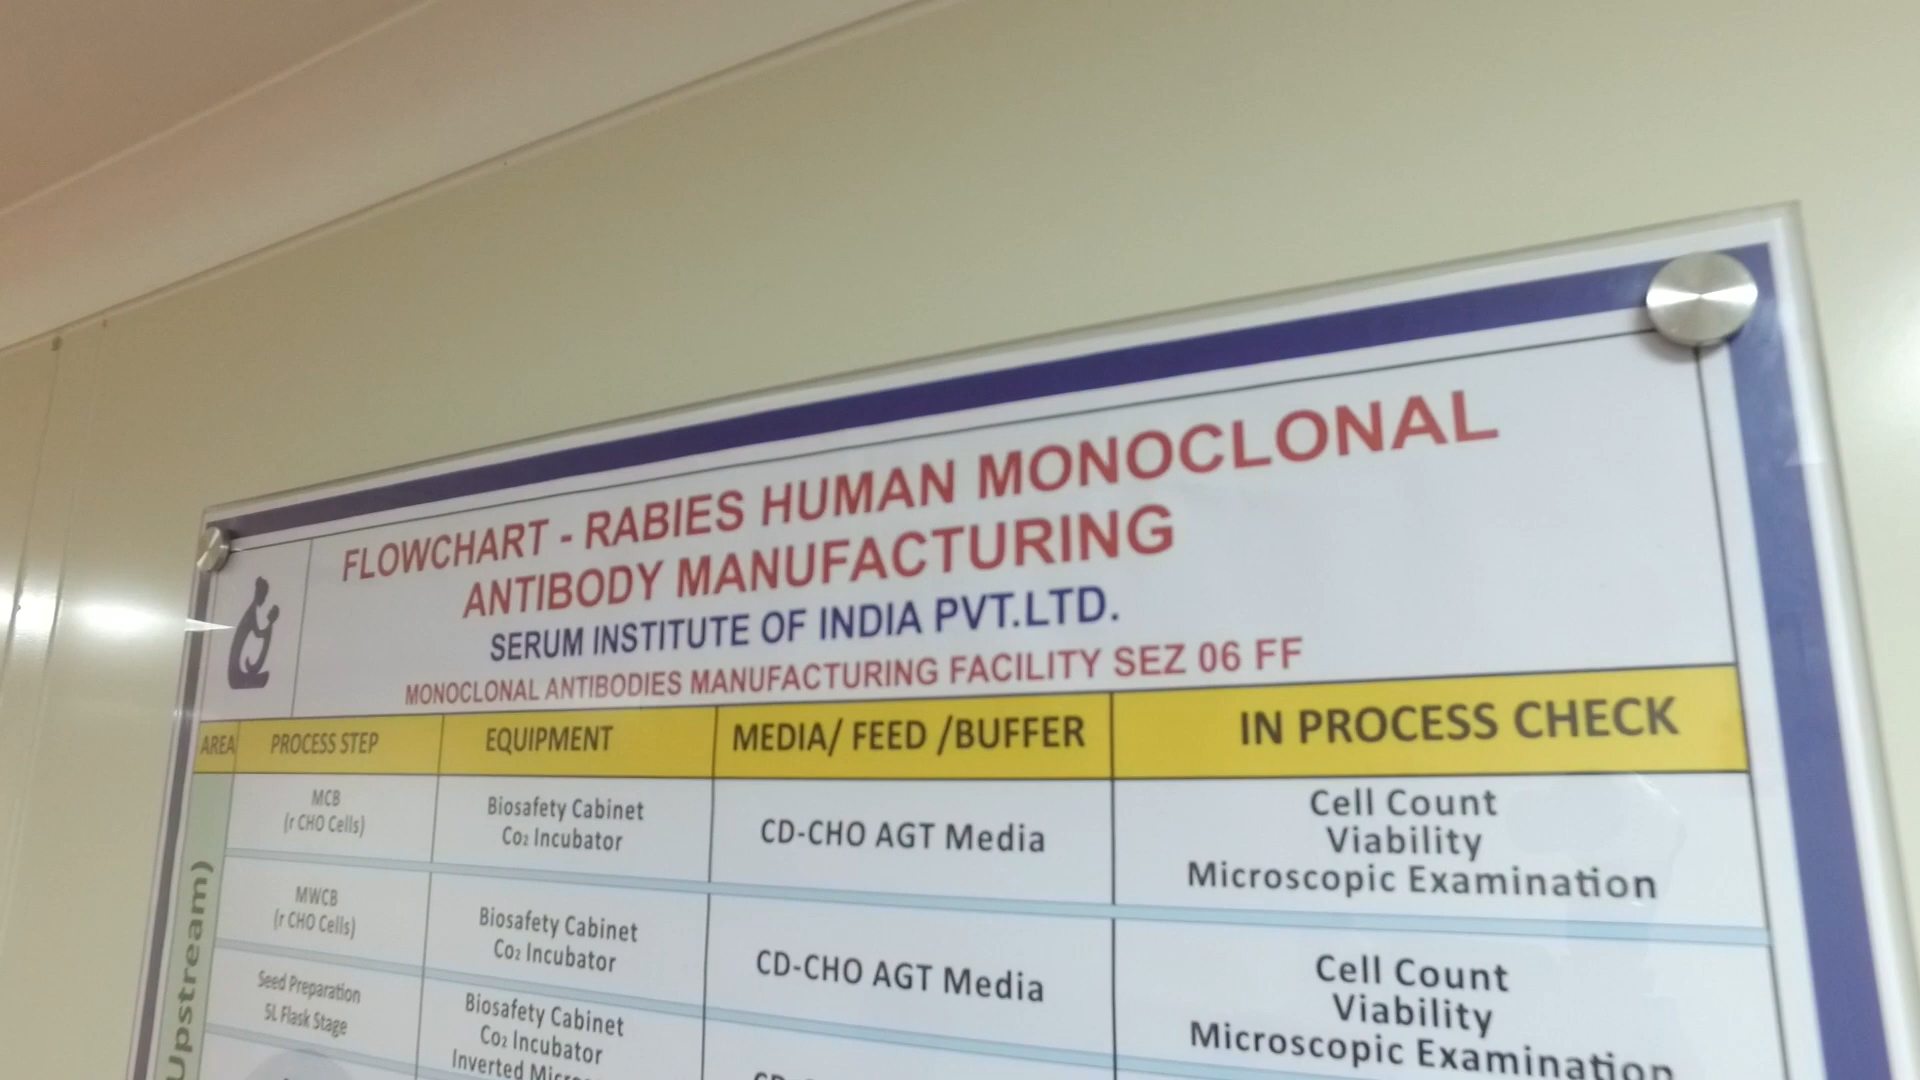 FLOWCHART - RABIES HUMAN MONOCLONAL
ANTIBODY MANUFACTURING
SERUM INSTITUTE OF INDIA PVT.LTD.
MONOCLONAL ANTIBODIES MANUFACTURING FACILITY SEZ 06 FF
AREA PROCESS STEP EQUIPMENT MEDIA/ FEED /BUFFER IN PROCESS CHECK
Upstream)
MCB
(r CHO Cells)
Biosafety Cabinet
Co₂ Incubator
CD-CHO AGT Media
Cell Count
Viability
Microscopic Examination
MWCB
(r CHO Cells)
Biosafety Cabinet
Co₂ Incubator
CD-CHO AGT Media
Cell Count
Viability
Microscopic Examination
Seed Preparation
5L Flask Stage
Biosafety Cabinet
Co₂ Incubator
Inverted